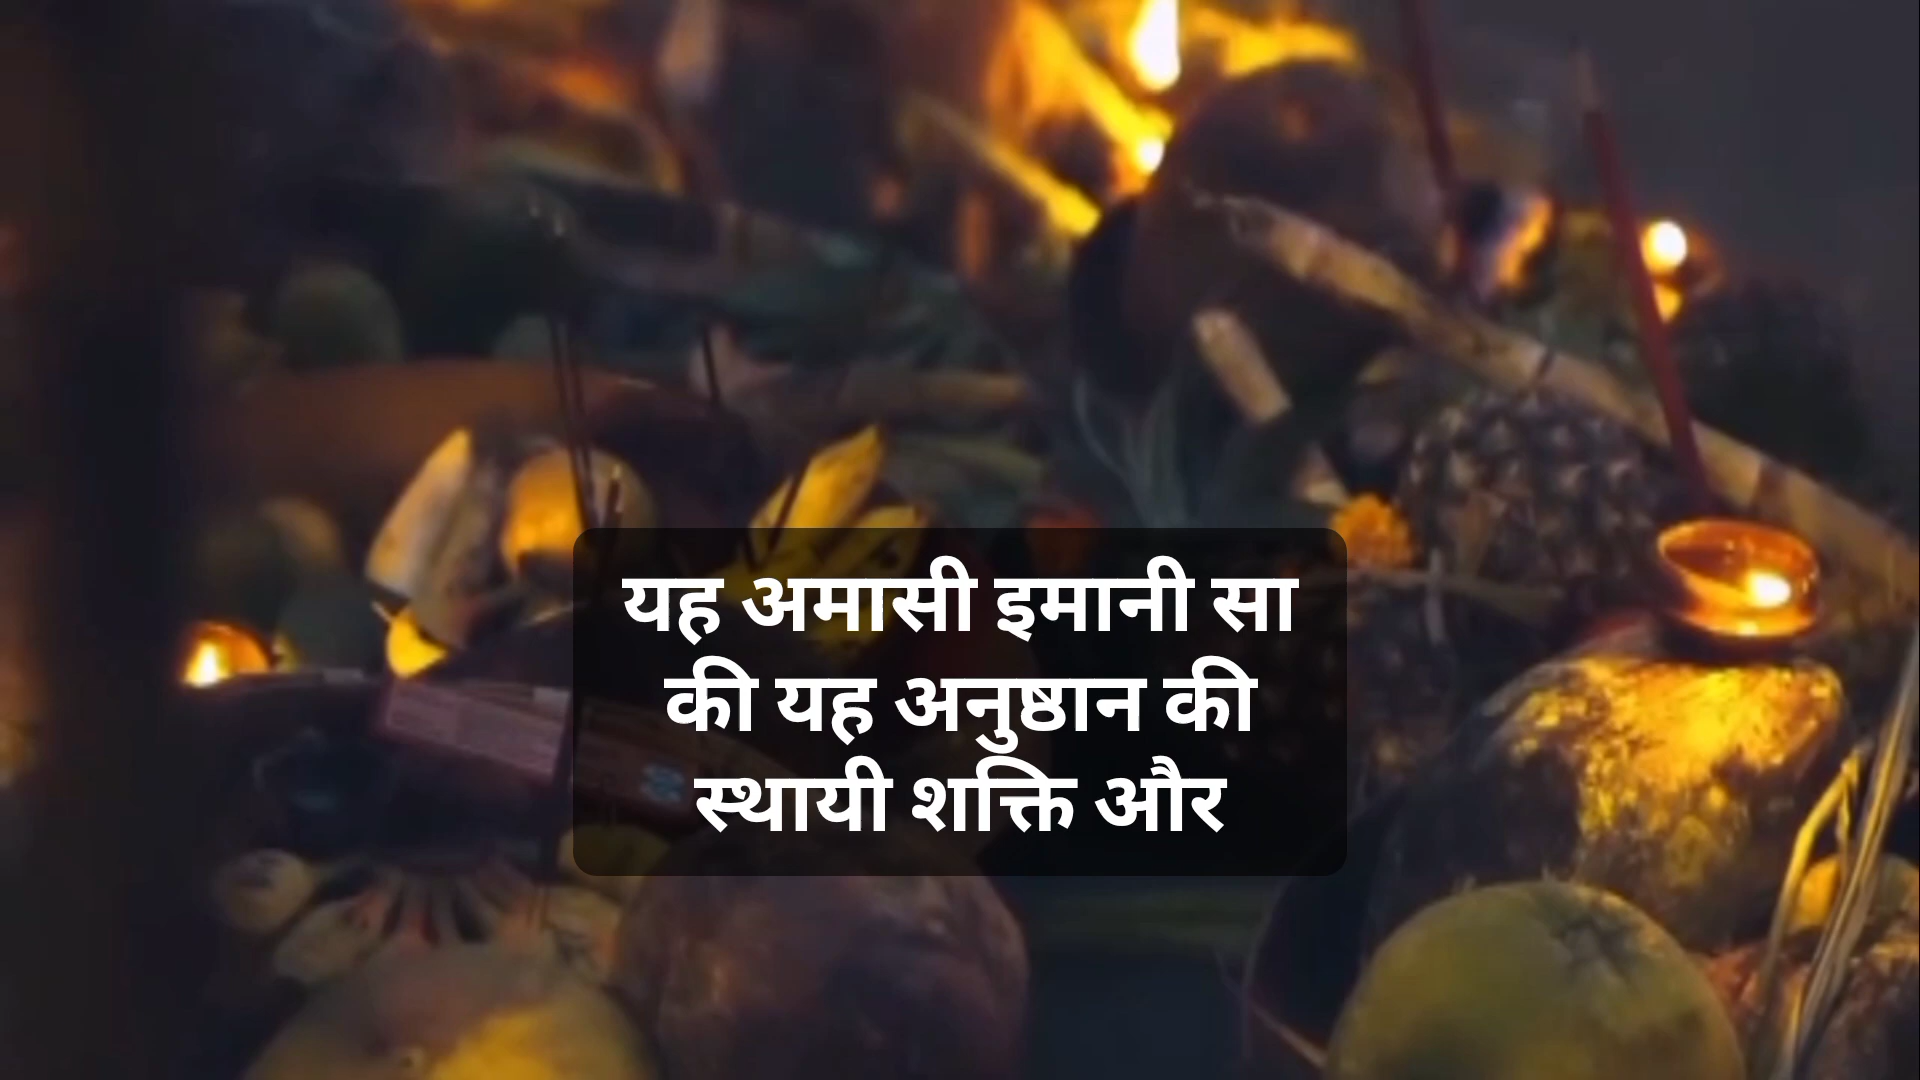 यह अमासी इमानी सा
की यह अनुष्ठान की
स्थायी शक्ति और